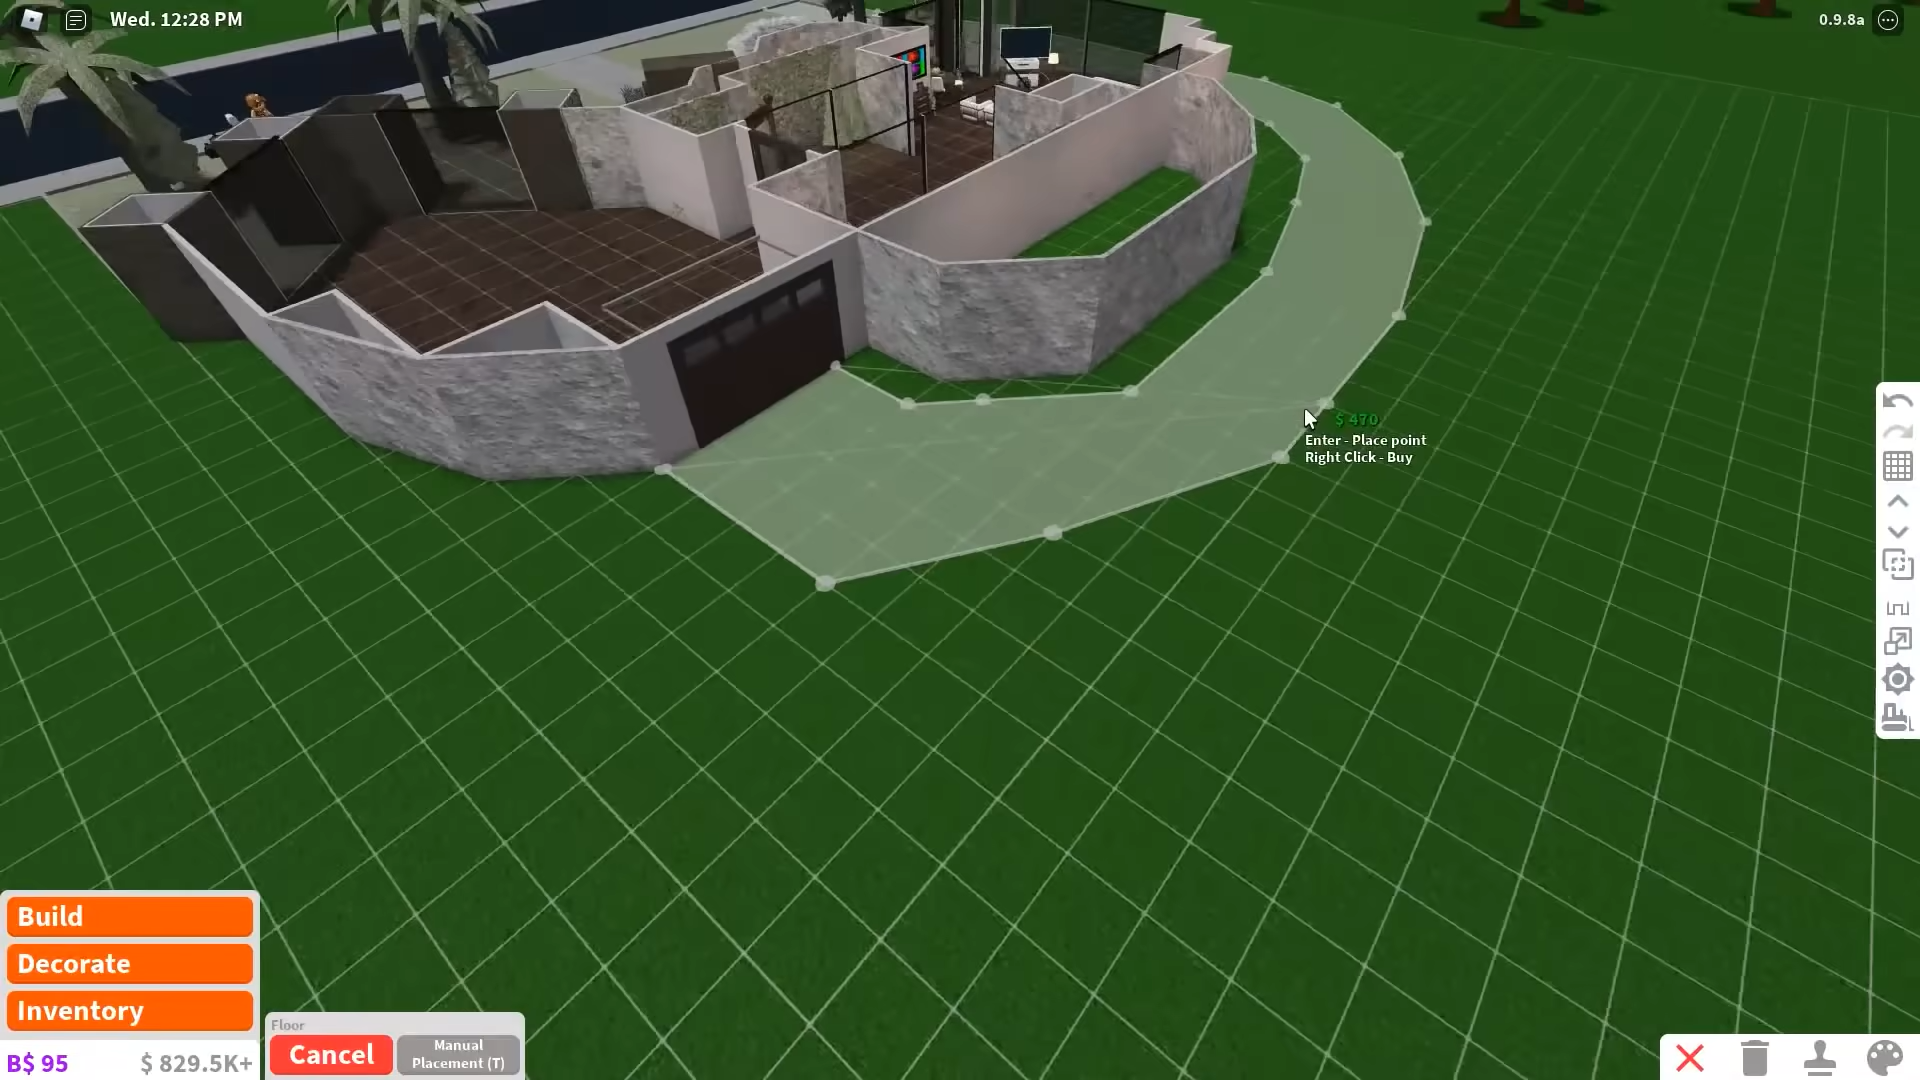 Wed. 12:28 PM
0.9.8a
$ 470
Enter - Place point
Right Click - Buy
Build
Decorate
Inventory
B$ 95
$ 829.5K+
Floor
Cancel
Manual
Placement (T)